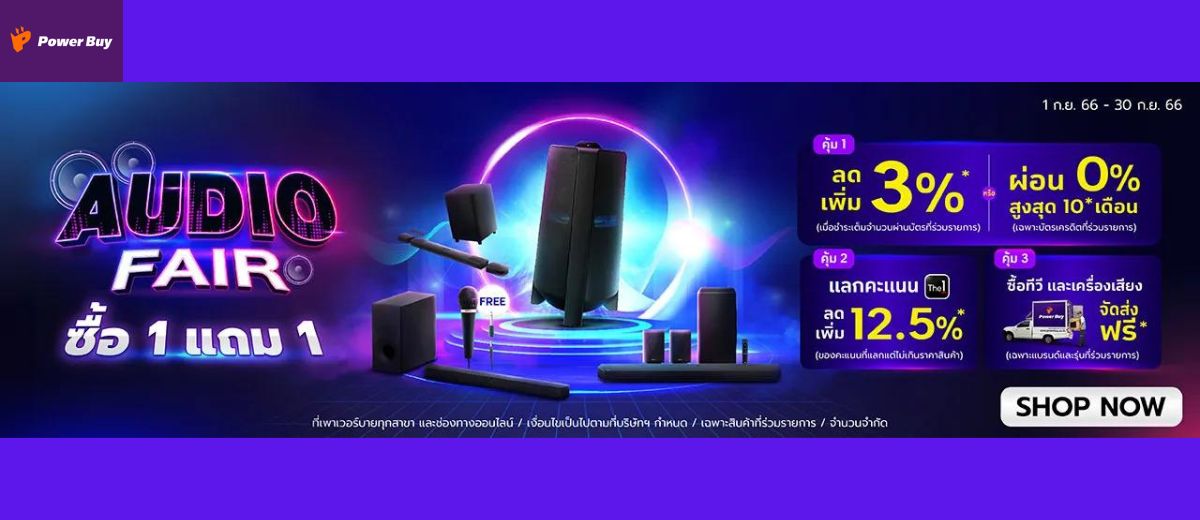 Power Buy
1 ก.ย. 66 - 30 ก.ย. 66
AUDIO
FAIR
ซื้อ 1 แถม 1
FREE
คุ้ม 1
ลด
เพิ่ม 3%*
(เมื่อชำระเต็มจำนวนผ่านบัตรที่ร่วมรายการ)
หรือ
ผ่อน 0%
สูงสุด 10* เดือน
(เฉพาะบัตรเครดิตที่ร่วมรายการ)
คุ้ม 2
แลกคะแนน The 1
ลด
เพิ่ม 12.5%*
(ของคะแนนที่แลกแต่ไม่เกินราคาสินค้า)
คุ้ม 3
ซื้อทีวี และเครื่องเสียง
Power Buy
จัดส่ง
ฟรี*
(เฉพาะแบรนด์และรุ่นที่ร่วมรายการ)
SHOP NOW
ที่เพาเวอร์บายทุกสาขา และช่องทางออนไลน์ / เงื่อนไขเป็นไปตามที่บริษัทฯ กำหนด / เฉพาะสินค้าที่ร่วมรายการ / จำนวนจำกัด